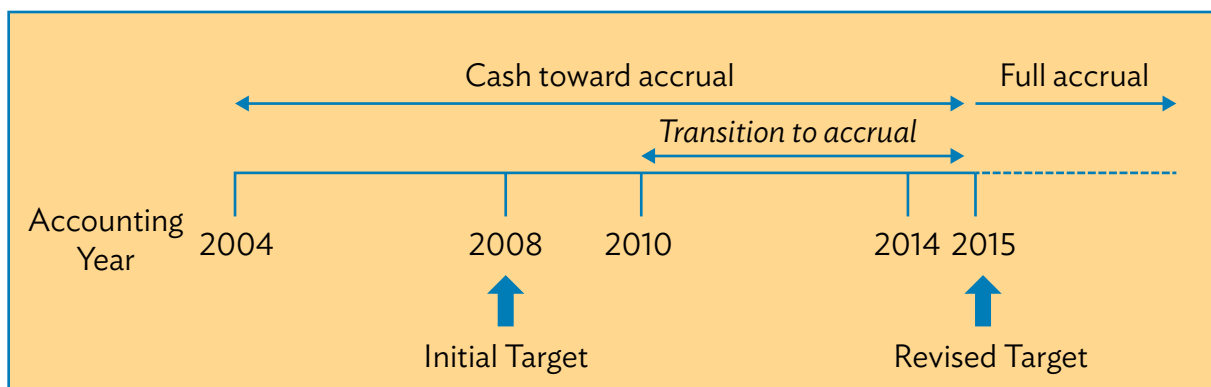 Cash toward accrual
Full accrual
Transition to accrual
Accounting
Year
2004
2008
2010
2014
2015
Initial Target
Revised Target